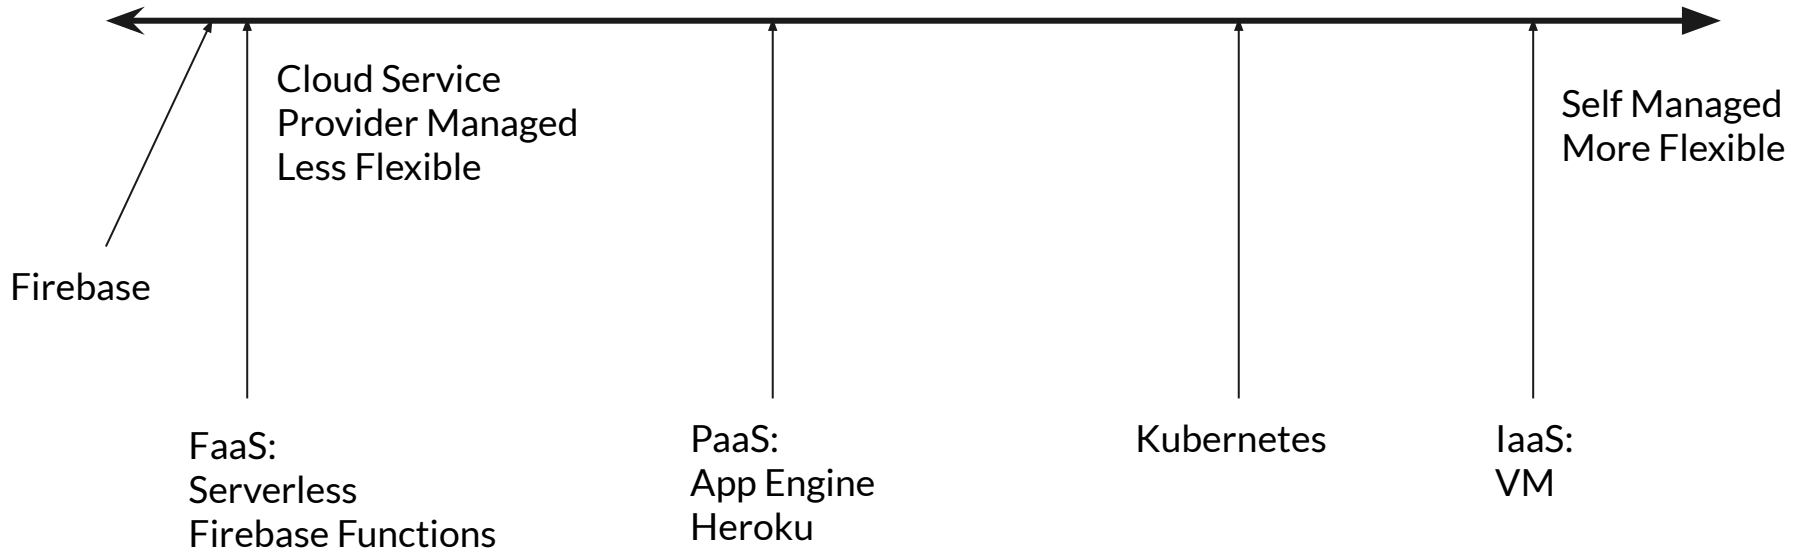 Cloud Service
Provider Managed
Less Flexible
Self Managed
More Flexible
Firebase
FaaS:
Serverless
Firebase Functions
PaaS:
App Engine
Heroku
Kubernetes
IaaS:
VM